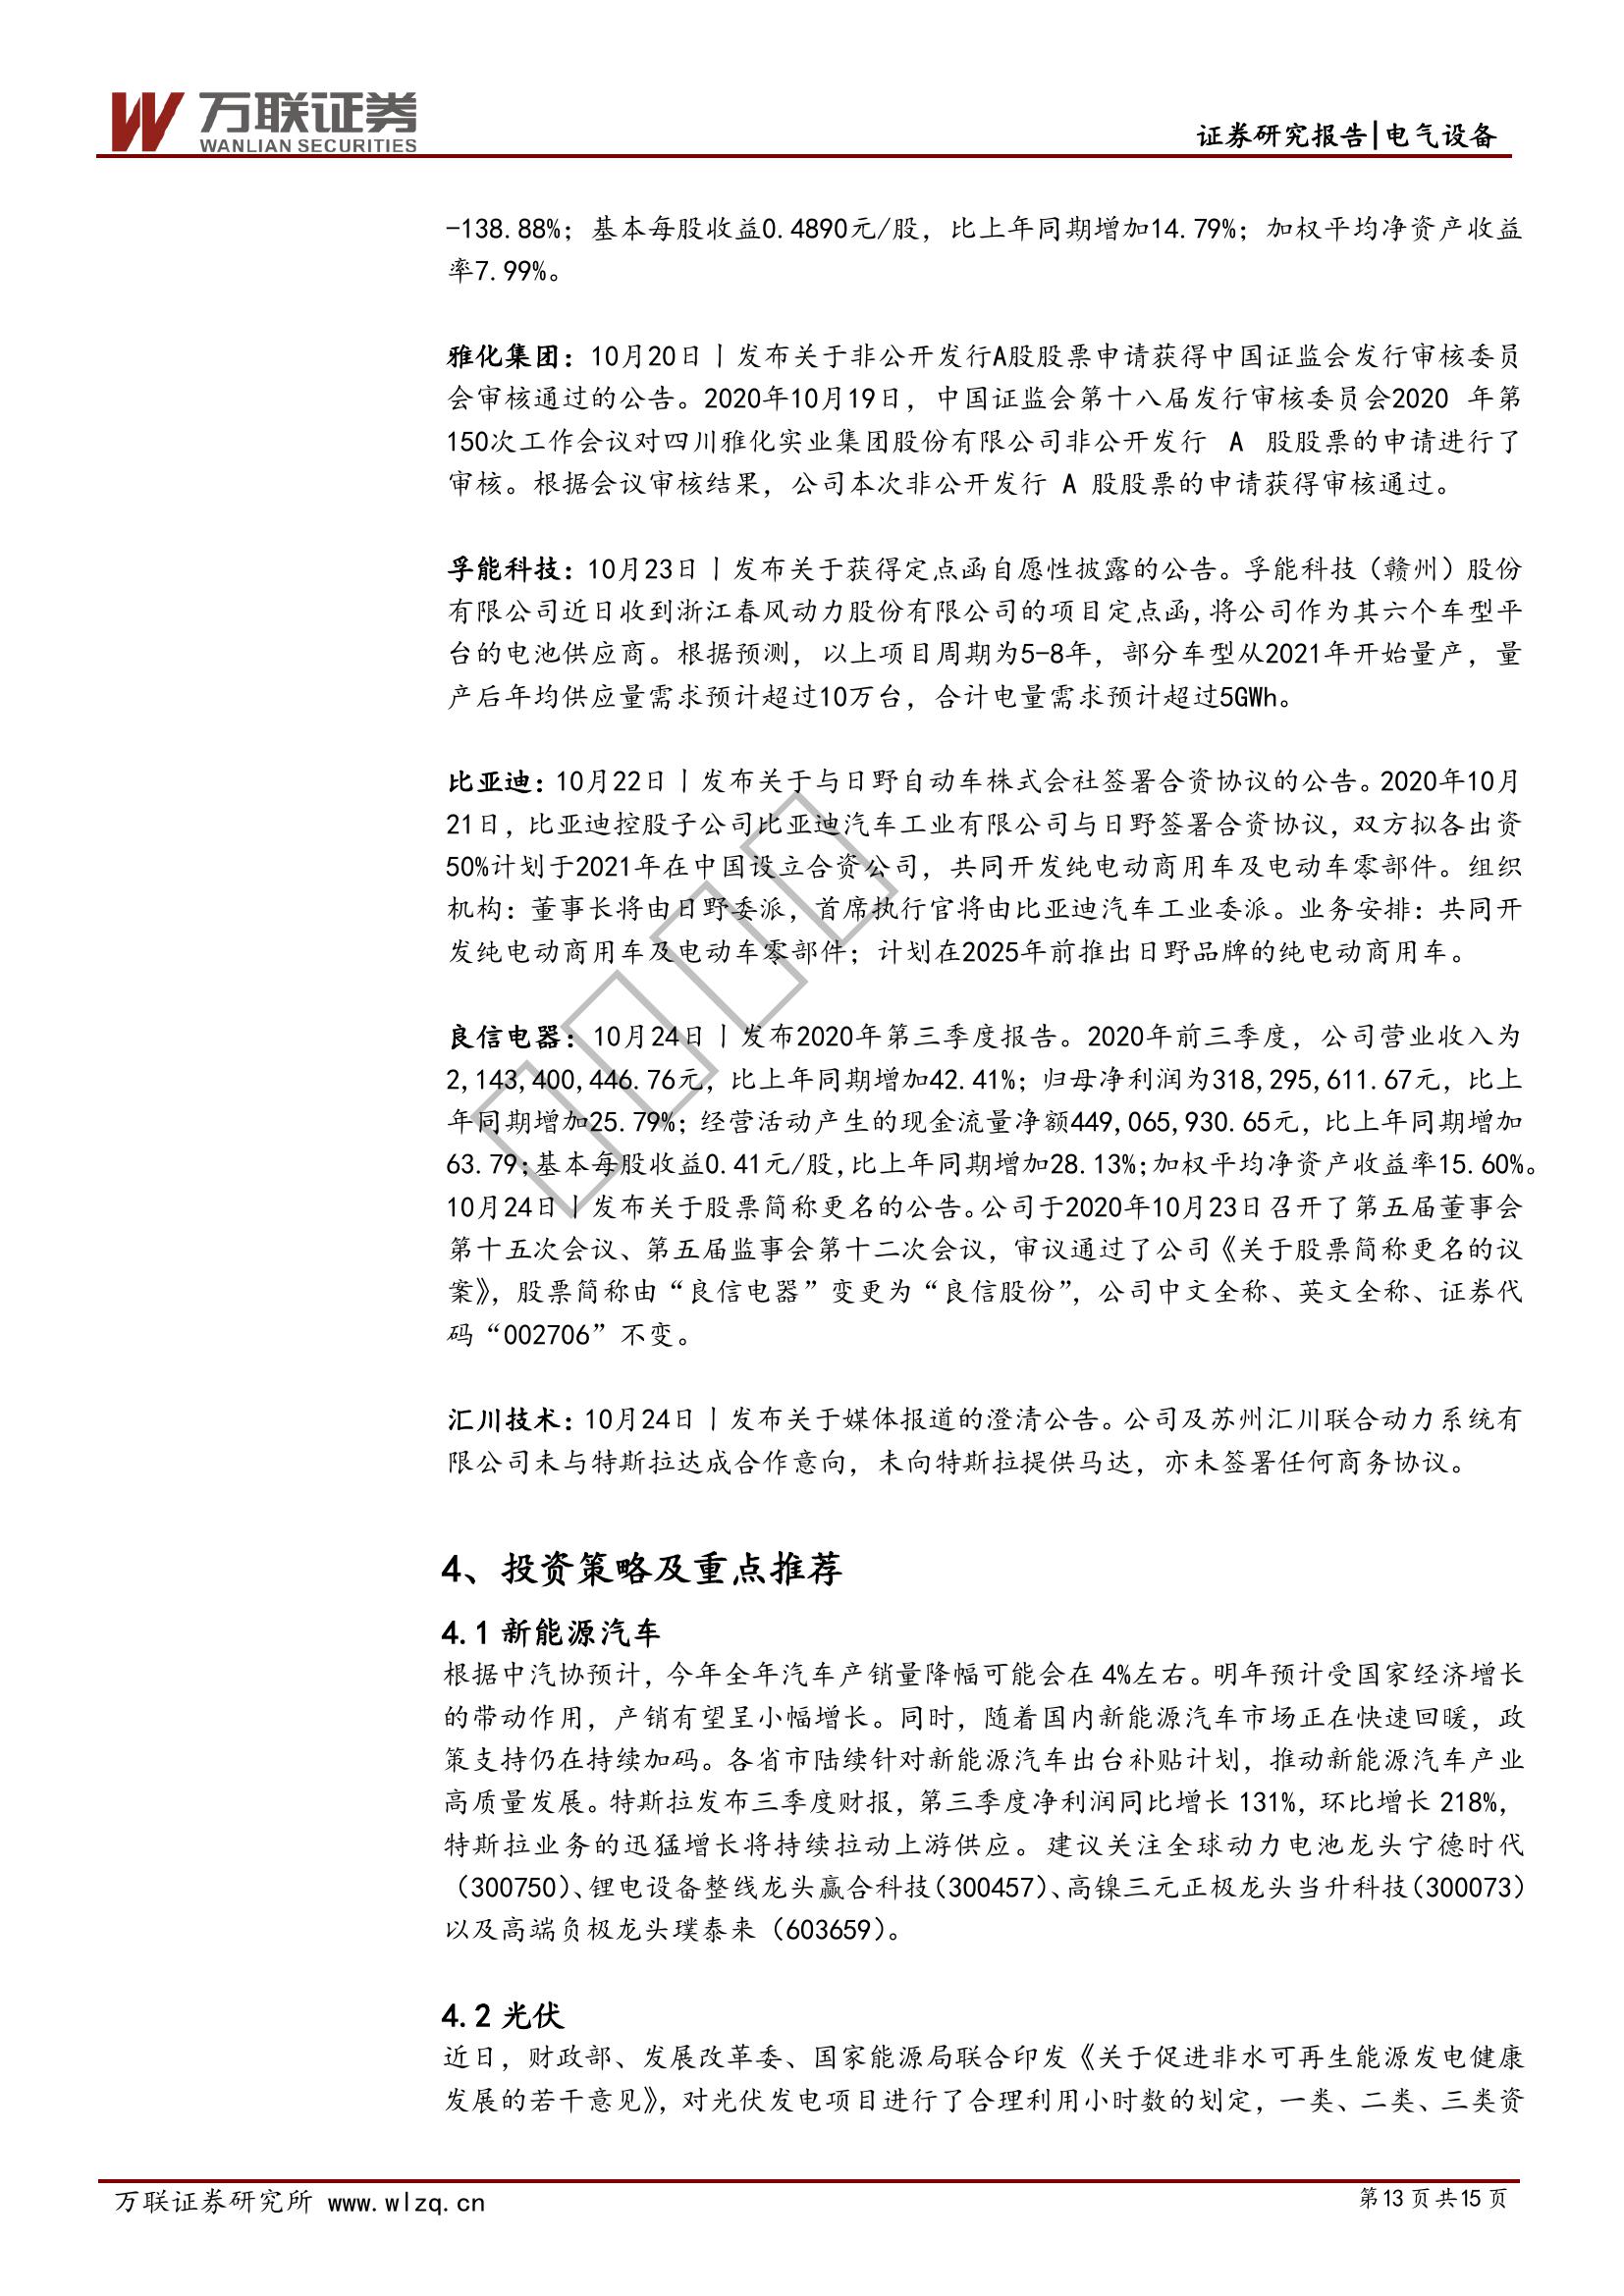 万联证券
WANLIAN SECURITIES
证券研究报告|电气设备
-138.88%；基本每股收益0.4890元/股，比上年同期增加14.79%；加权平均净资产收益
率7.99%。
雅化集团：10月20日丨发布关于非公开发行A股股票申请获得中国证监会发行审核委员
会审核通过的公告。2020年10月19日，中国证监会第十八届发行审核委员会2020 年第
150次工作会议对四川雅化实业集团股份有限公司非公开发行 A 股股票的申请进行了
审核。根据会议审核结果，公司本次非公开发行 A 股股票的申请获得审核通过。
孚能科技：10月23日丨发布关于获得定点函自愿性披露的公告。孚能科技（赣州）股份
有限公司近日收到浙江春风动力股份有限公司的项目定点函，将公司作为其六个车型平
台的电池供应商。根据预测，以上项目周期为5-8年，部分车型从2021年开始量产，量
产后年均供应量需求预计超过10万台，合计电量需求预计超过5GWh。
比亚迪：10月22日丨发布关于与日野自动车株式会社签署合资协议的公告。2020年10月
21日，比亚迪控股子公司比亚迪汽车工业有限公司与日野签署合资协议，双方拟各出资
50%计划于2021年在中国设立合资公司，共同开发纯电动商用车及电动车零部件。组织
机构：董事长将由日野委派，首席执行官将由比亚迪汽车工业委派。业务安排：共同开
发纯电动商用车及电动车零部件；计划在2025年前推出日野品牌的纯电动商用车。
良信电器：10月24日丨发布2020年第三季度报告。2020年前三季度，公司营业收入为
2,143,400,446.76元，比上年同期增加42.41%；归母净利润为318,295,611.67元，比上
年同期增加25.79%；经营活动产生的现金流量净额449,065,930.65元，比上年同期增加
63.79；基本每股收益0.41元/股，比上年同期增加28.13%；加权平均净资产收益率15.60%。
10月24日丨发布关于股票简称更名的公告。公司于2020年10月23日召开了第五届董事会
第十五次会议、第五届监事会第十二次会议，审议通过了公司《关于股票简称更名的议
案》，股票简称由“良信电器”变更为“良信股份”，公司中文全称、英文全称、证券代
码“002706”不变。
汇川技术：10月24日丨发布关于媒体报道的澄清公告。公司及苏州汇川联合动力系统有
限公司未与特斯拉达成合作意向，未向特斯拉提供马达，亦未签署任何商务协议。
4、投资策略及重点推荐
4.1 新能源汽车
根据中汽协预计，今年全年汽车产销量降幅可能会在 4%左右。明年预计受国家经济增长
的带动作用，产销有望呈小幅增长。同时，随着国内新能源汽车市场正在快速回暖，政
策支持仍在持续加码。各省市陆续针对新能源汽车出台补贴计划，推动新能源汽车产业
高质量发展。特斯拉发布三季度财报，第三季度净利润同比增长 131%，环比增长 218%，
特斯拉业务的迅猛增长将持续拉动上游供应。建议关注全球动力电池龙头宁德时代
（300750）、锂电设备整线龙头赢合科技（300457）、高镍三元正极龙头当升科技（300073）
以及高端负极龙头璞泰来（603659）。
4.2 光伏
近日，财政部、发展改革委、国家能源局联合印发《关于促进非水可再生能源发电健康
发展的若干意见》，对光伏发电项目进行了合理利用小时数的划定，一类、二类、三类资
万联证券研究所 www.wlzq.cn
第13 页共15 页